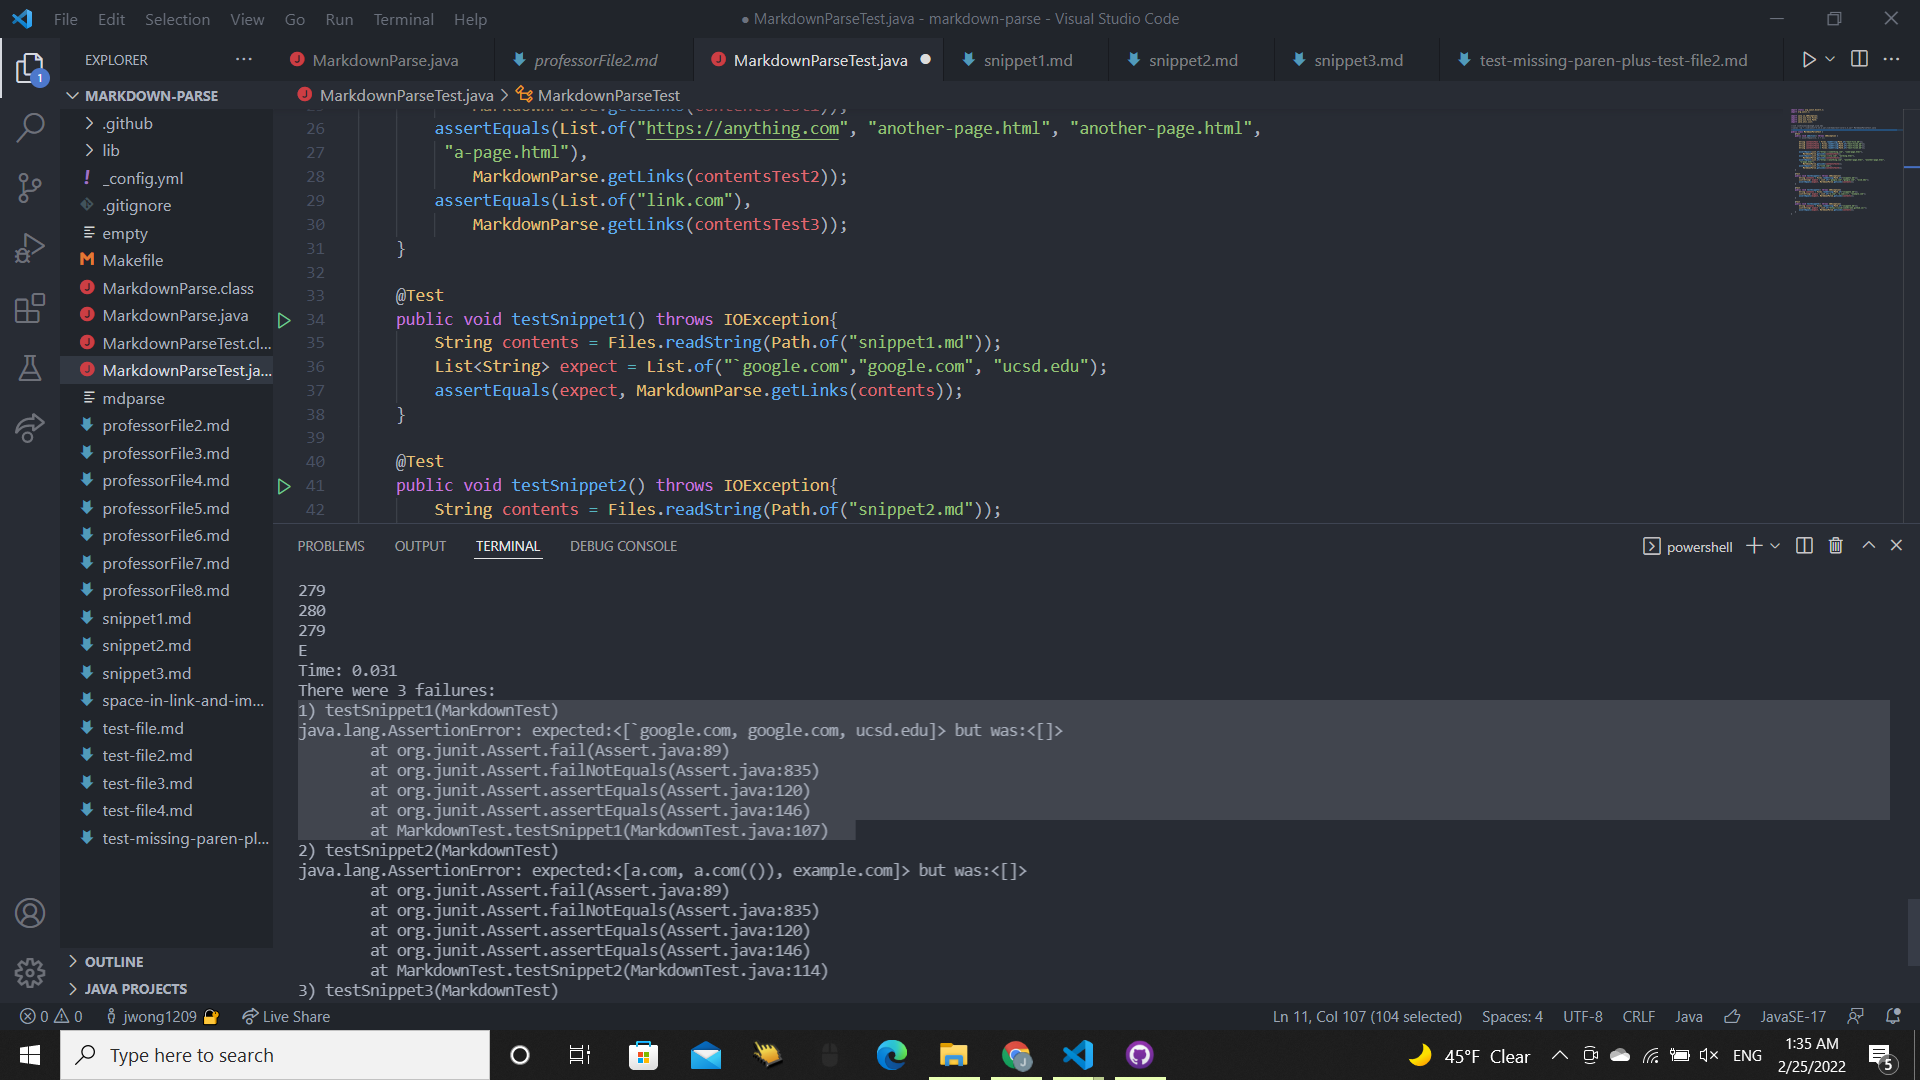 File Edit Selection View Go Run Terminal Help
● MarkdownParseTest.java - markdown-parse - Visual Studio Code
EXPLORER
MarkdownParse.java professorFile2.md MarkdownParseTest.java snippet1.md snippet2.md snippet3.md test-missing-paren-plus-test-file2.md
MARKDOWN-PARSE
MarkdownParseTest.java > MarkdownParseTest
.github
lib
_config.yml
.gitignore
empty
Makefile
MarkdownParse.class
MarkdownParse.java
MarkdownParseTest.cl...
MarkdownParseTest.ja...
mdparse
professorFile2.md
professorFile3.md
professorFile4.md
professorFile5.md
professorFile6.md
professorFile7.md
professorFile8.md
snippet1.md
snippet2.md
snippet3.md
space-in-link-and-im...
test-file.md
test-file2.md
test-file3.md
test-file4.md
test-missing-paren-pl...
OUTLINE
JAVA PROJECTS
1
MarkdownParse.getLinks(contentsTest1));
26 assertEquals(List.of("https://anything.com", "another-page.html", "another-page.html",
27 "a-page.html"),
28 MarkdownParse.getLinks(contentsTest2));
29 assertEquals(List.of("link.com"),
30 MarkdownParse.getLinks(contentsTest3));
31 }
32
33 @Test
34 public void testSnippet1() throws IOException{
35 String contents = Files.readString(Path.of("snippet1.md"));
36 List<String> expect = List.of("`google.com","google.com", "ucsd.edu");
37 assertEquals(expect, MarkdownParse.getLinks(contents));
38 }
39
40 @Test
41 public void testSnippet2() throws IOException{
42 String contents = Files.readString(Path.of("snippet2.md"));
PROBLEMS OUTPUT TERMINAL DEBUG CONSOLE
powershell
279
280
279
E
Time: 0.031
There were 3 failures:
1) testSnippet1(MarkdownTest)
java.lang.AssertionError: expected:<[`google.com, google.com, ucsd.edu]> but was:<[]>
at org.junit.Assert.fail(Assert.java:89)
at org.junit.Assert.failNotEquals(Assert.java:835)
at org.junit.Assert.assertEquals(Assert.java:120)
at org.junit.Assert.assertEquals(Assert.java:146)
at MarkdownTest.testSnippet1(MarkdownTest.java:107)
2) testSnippet2(MarkdownTest)
java.lang.AssertionError: expected:<[a.com, a.com(()), example.com]> but was:<[]>
at org.junit.Assert.fail(Assert.java:89)
at org.junit.Assert.failNotEquals(Assert.java:835)
at org.junit.Assert.assertEquals(Assert.java:120)
at org.junit.Assert.assertEquals(Assert.java:146)
at MarkdownTest.testSnippet2(MarkdownTest.java:114)
3) testSnippet3(MarkdownTest)
0 0 jwong1209 Live Share
Ln 11, Col 107 (104 selected) Spaces: 4 UTF-8 CRLF Java JavaSE-17
Type here to search
45°F Clear
ENG
1:35 AM
2/25/2022
5